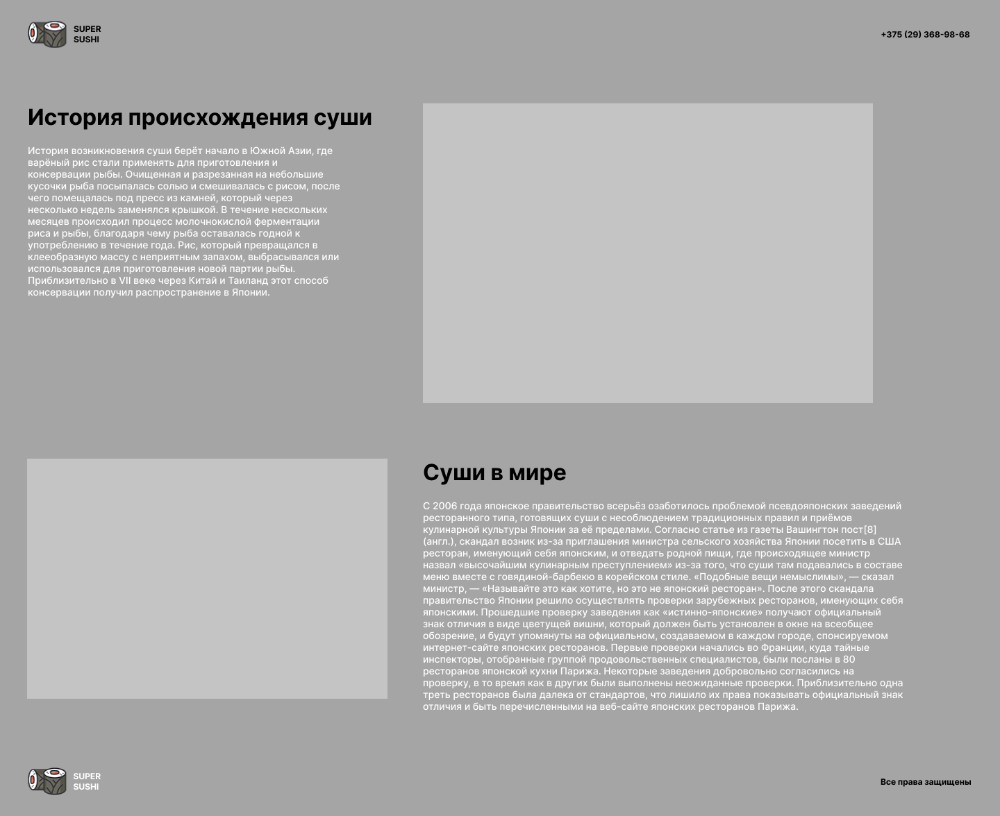 SUPER
SUSHI
+375 (29) 368-98-68
История происхождения суши
История возникновения суши берёт начало в Южной Азии, где
варёный рис стали применять для приготовления и
консервации рыбы. Очищенная и разрезанная на небольшие
кусочки рыба посыпалась солью и смешивалась с рисом, после
чего помещалась под пресс из камней, который через
несколько недель заменялся крышкой. В течение нескольких
месяцев происходил процесс молочнокислой ферментации
риса и рыбы, благодаря чему рыба оставалась годной к
употреблению в течение года. Рис, который превращался в
клееобразную массу с неприятным запахом, выбрасывался или
использовался для приготовления новой партии рыбы.
Приблизительно в VII веке через Китай и Таиланд этот способ
консервации получил распространение в Японии.
Суши в мире
С 2006 года японское правительство всерьёз озаботилось проблемой псевдояпонских заведений
ресторанного типа, готовящих суши с несоблюдением традиционных правил и приёмов
кулинарной культуры Японии за её пределами. Согласно статье из газеты Вашингтон пост[8]
(англ.), скандал возник из-за приглашения министра сельского хозяйства Японии посетить в США
ресторан, именующий себя японским, и отведать родной пищи, где происходящее министр
назвал «высочайшим кулинарным преступлением» из-за того, что суши там подавались в составе
меню вместе с говядиной-барбекю в корейском стиле. «Подобные вещи немыслимы», — сказал
министр, — «Называйте это как хотите, но это не японский ресторан». После этого скандала
правительство Японии решило осуществлять проверки зарубежных ресторанов, именующих себя
японскими. Прошедшие проверку заведения как «истинно-японские» получают официальный
знак отличия в виде цветущей вишни, который должен быть установлен в окне на всеобщее
обозрение, и будут упомянуты на официальном, создаваемом в каждом городе, спонсируемом
интернет-сайте японских ресторанов. Первые проверки начались во Франции, куда тайные
инспекторы, отобранные группой продовольственных специалистов, были посланы в 80
ресторанов японской кухни Парижа. Некоторые заведения добровольно согласились на
проверку, в то время как в других были выполнены неожиданные проверки. Приблизительно одна
треть ресторанов была далека от стандартов, что лишило их права показывать официальный знак
отличия и быть перечисленными на веб-сайте японских ресторанов Парижа.
SUPER
SUSHI
Все права защищены